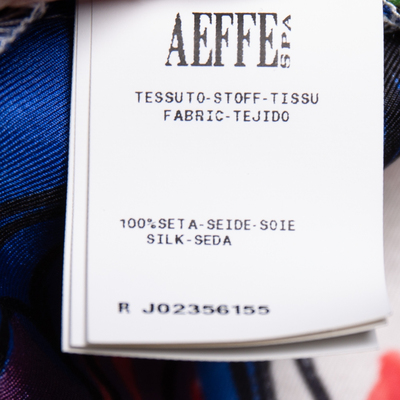 AEFFE SPA
TESSUTO-STOFF-TISSU
FABRIC-TEJIDO
100%SETA-SEIDE-SOIE
SILK-SEDA
R J02356155